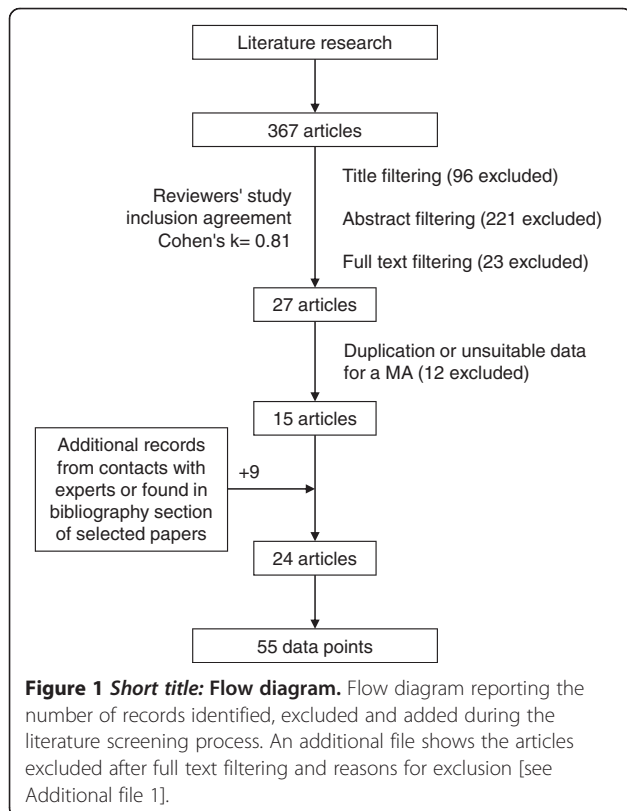 Literature research
367 articles
Reviewers' study
inclusion agreement
Cohen's k= 0.81
Title filtering (96 excluded)
Abstract filtering (221 excluded)
Full text filtering (23 excluded)
27 articles
Duplication or unsuitable data
for a MA (12 excluded)
15 articles
Additional records
from contacts with
experts or found in
bibliography section
of selected papers
+9
24 articles
55 data points
Figure 1 Short title: Flow diagram. Flow diagram reporting the
number of records identified, excluded and added during the
literature screening process. An additional file shows the articles
excluded after full text filtering and reasons for exclusion [see
Additional file 1].